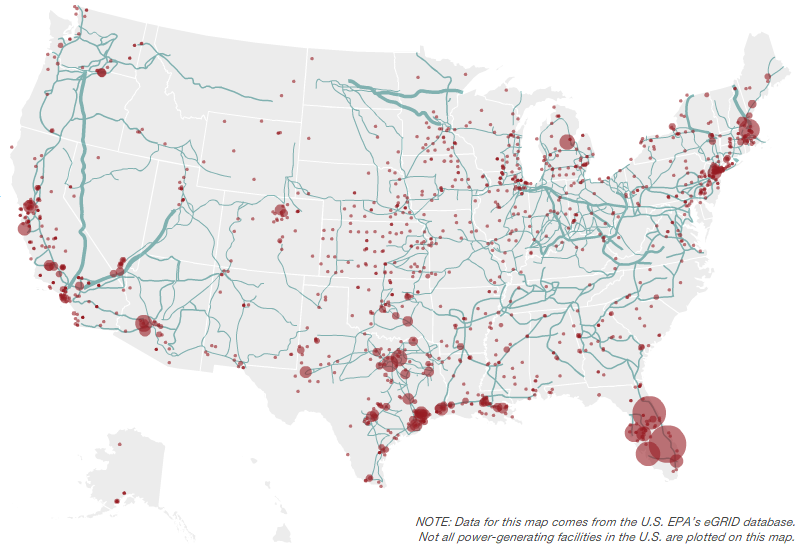 NOTE: Data for this map comes from the U.S. EPA's eGRID database.
Not all power-generating facilities in the U.S. are plotted on this map.